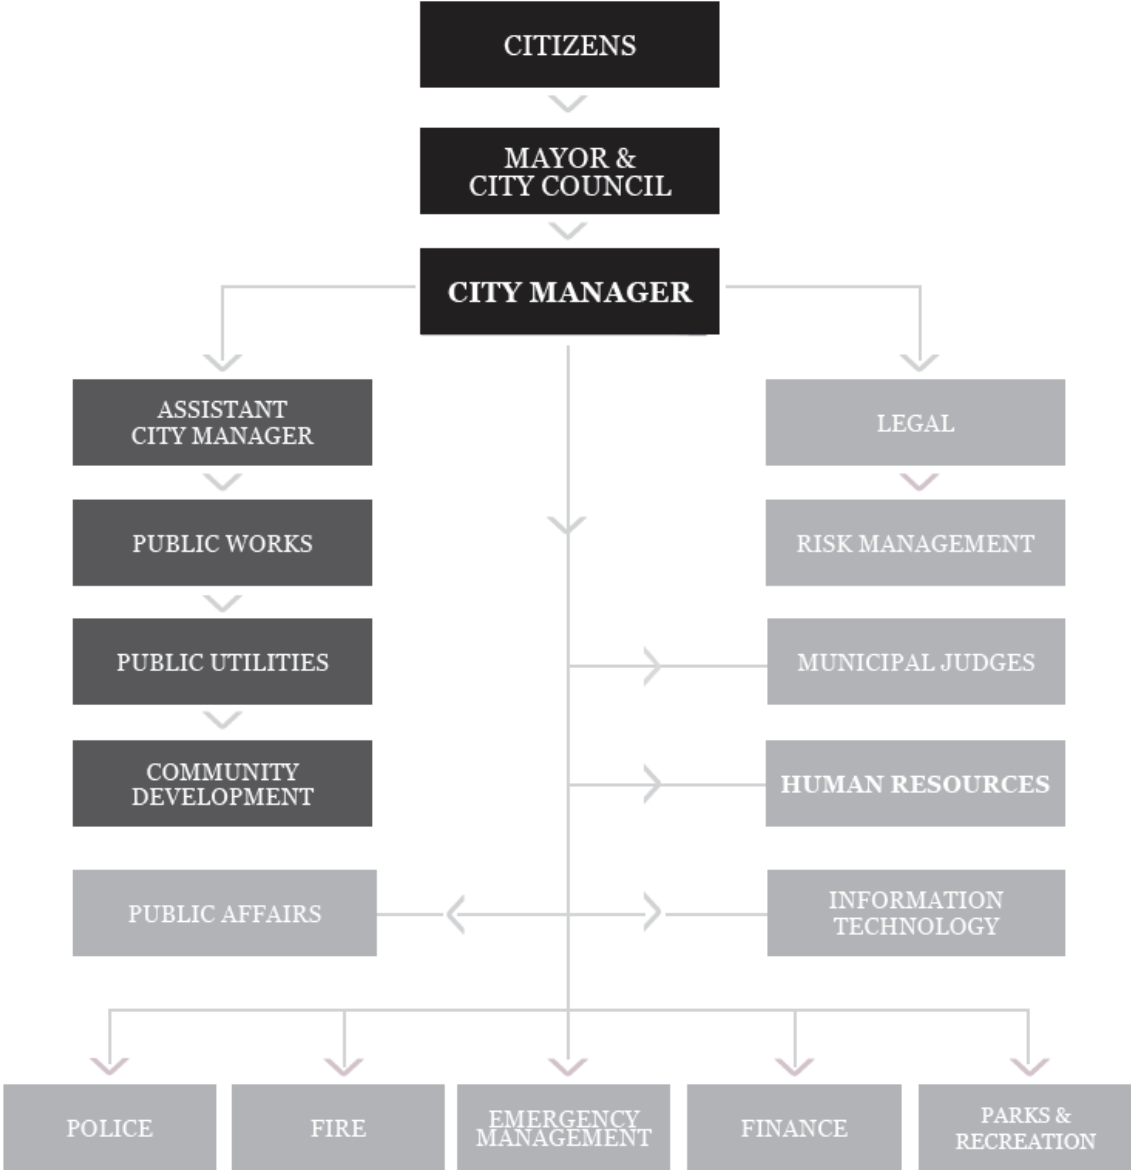 CITIZENS
MAYOR &
CITY COUNCIL
CITY MANAGER
ASSISTANT
CITY MANAGER
LEGAL
PUBLIC WORKS
RISK MANAGEMENT
PUBLIC UTILITIES
MUNICIPAL JUDGES
COMMUNITY
DEVELOPMENT
HUMAN RESOURCES
PUBLIC AFFAIRS
INFORMATION
TECHNOLOGY
POLICE
FIRE
EMERGENCY
MANAGEMENT
FINANCE
PARKS &
RECREATION